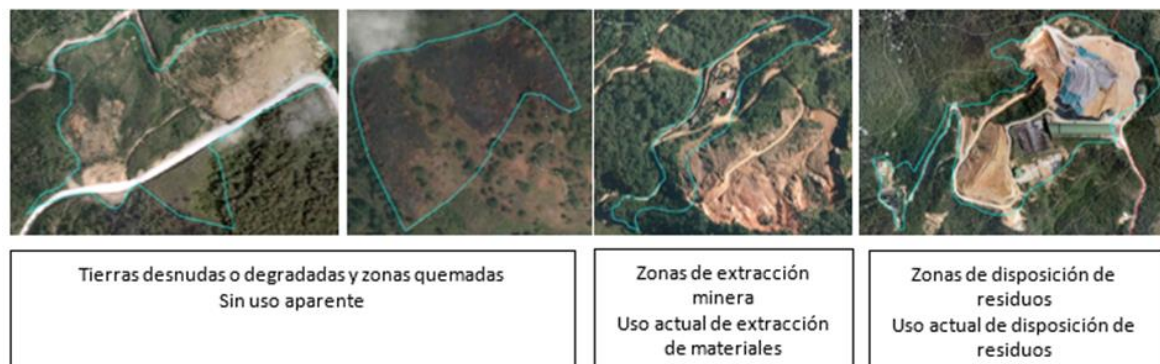 Tierras desnudas o degradadas y zonas quemadas
Sin uso aparente
Zonas de extracción
minera
Uso actual de extracción
de materiales
Zonas de disposición de
residuos
Uso actual de disposición de
residuos